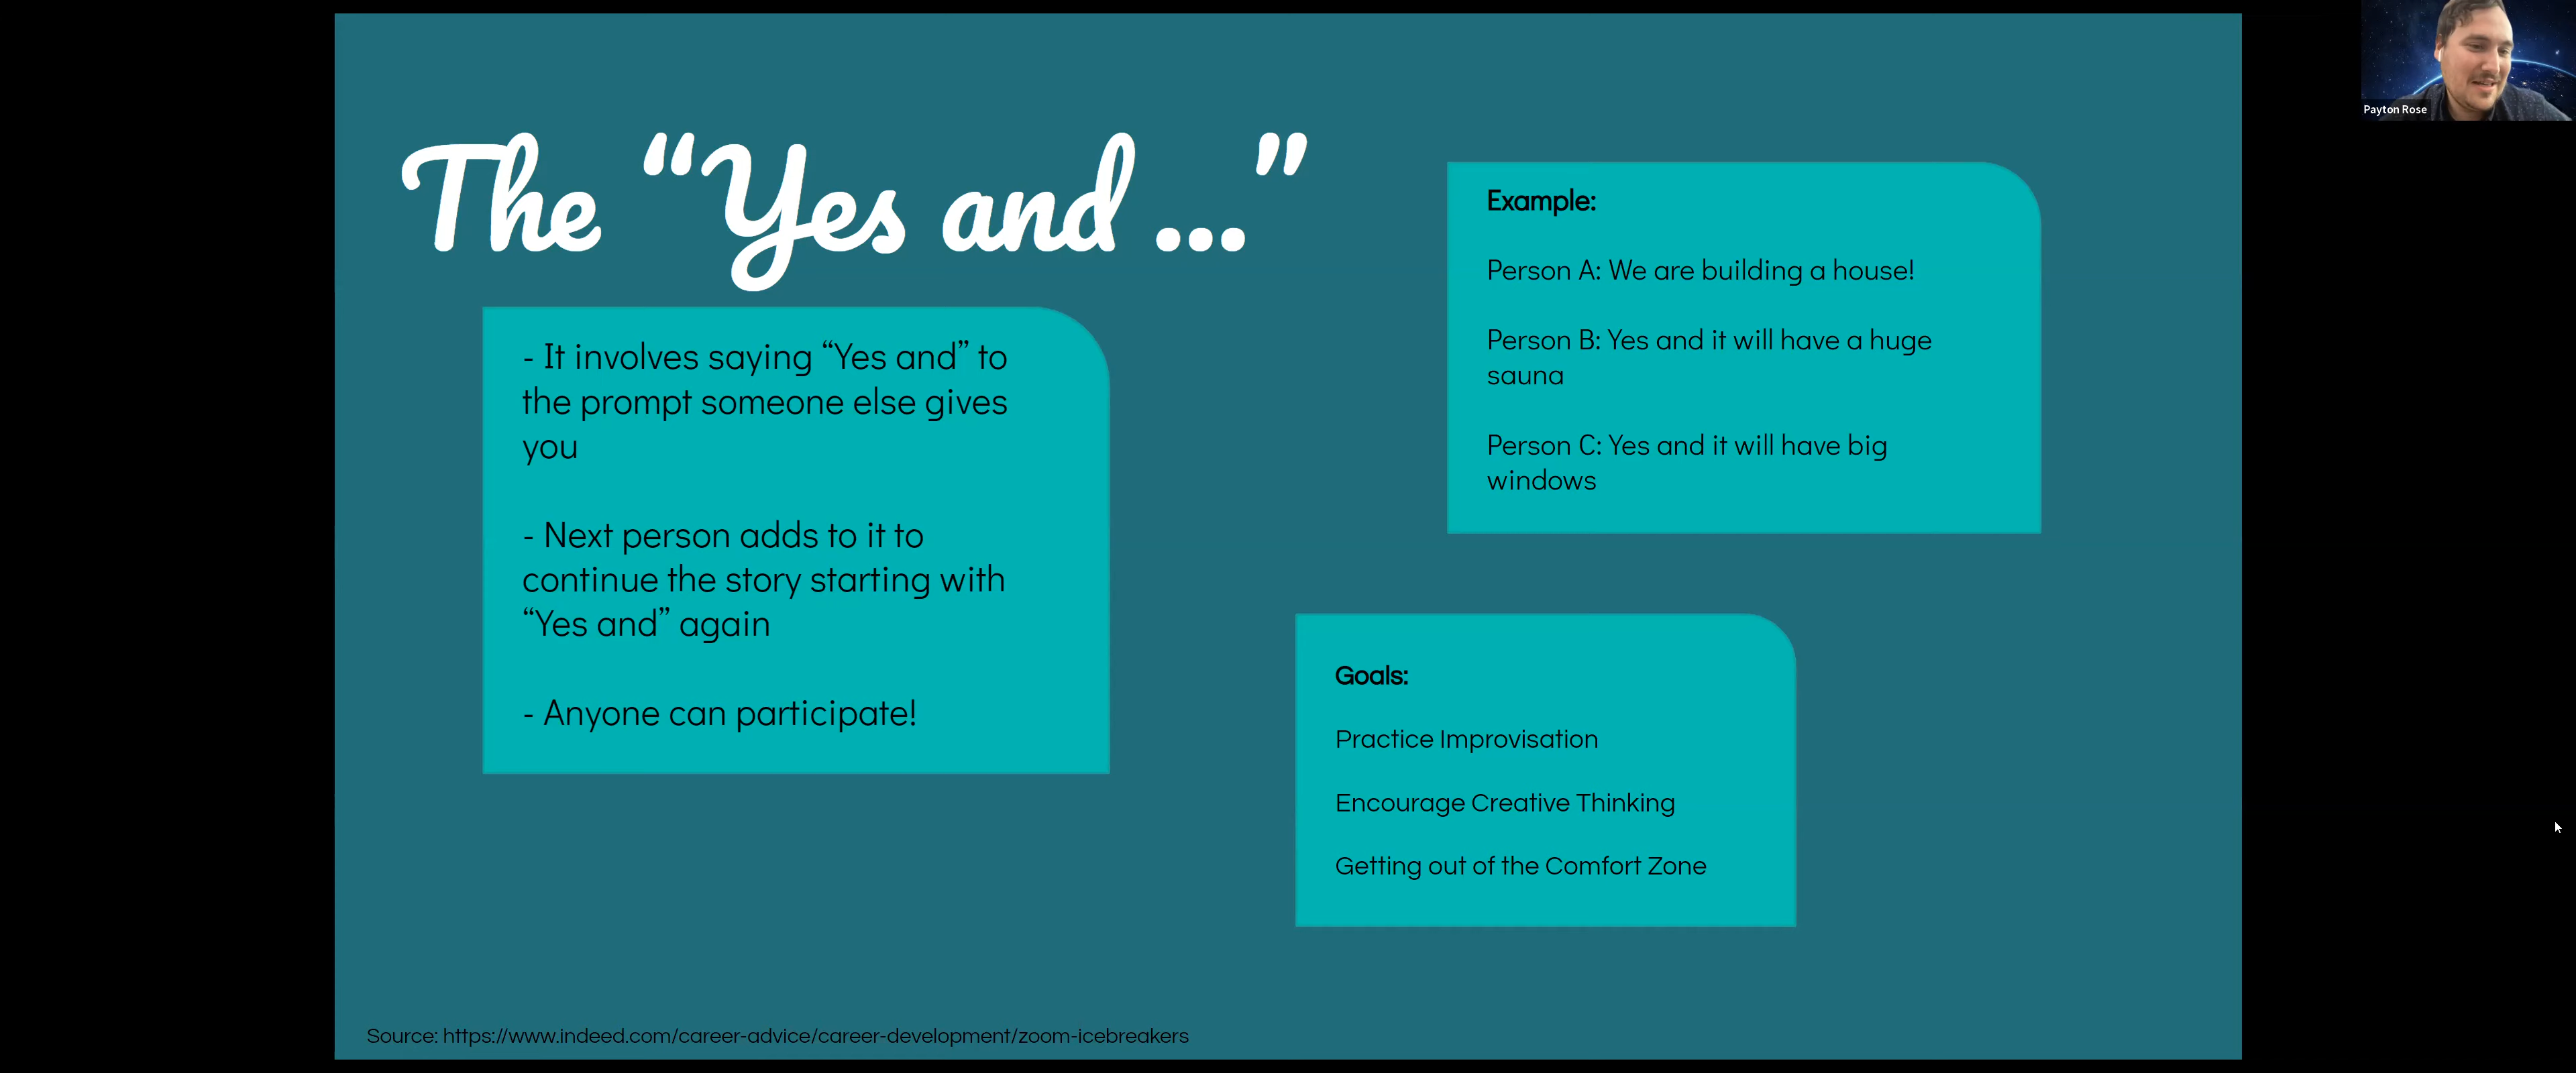 The “Yes and ...”
- It involves saying “Yes and” to
the prompt someone else gives
you
- Next person adds to it to
continue the story starting with
“Yes and” again
- Anyone can participate!
Example:
Person A: We are building a house!
Person B: Yes and it will have a huge
sauna
Person C: Yes and it will have big
windows
Goals:
Practice Improvisation
Encourage Creative Thinking
Getting out of the Comfort Zone
Source: https://www.indeed.com/career-advice/career-development/zoom-icebreakers
Payton Rose